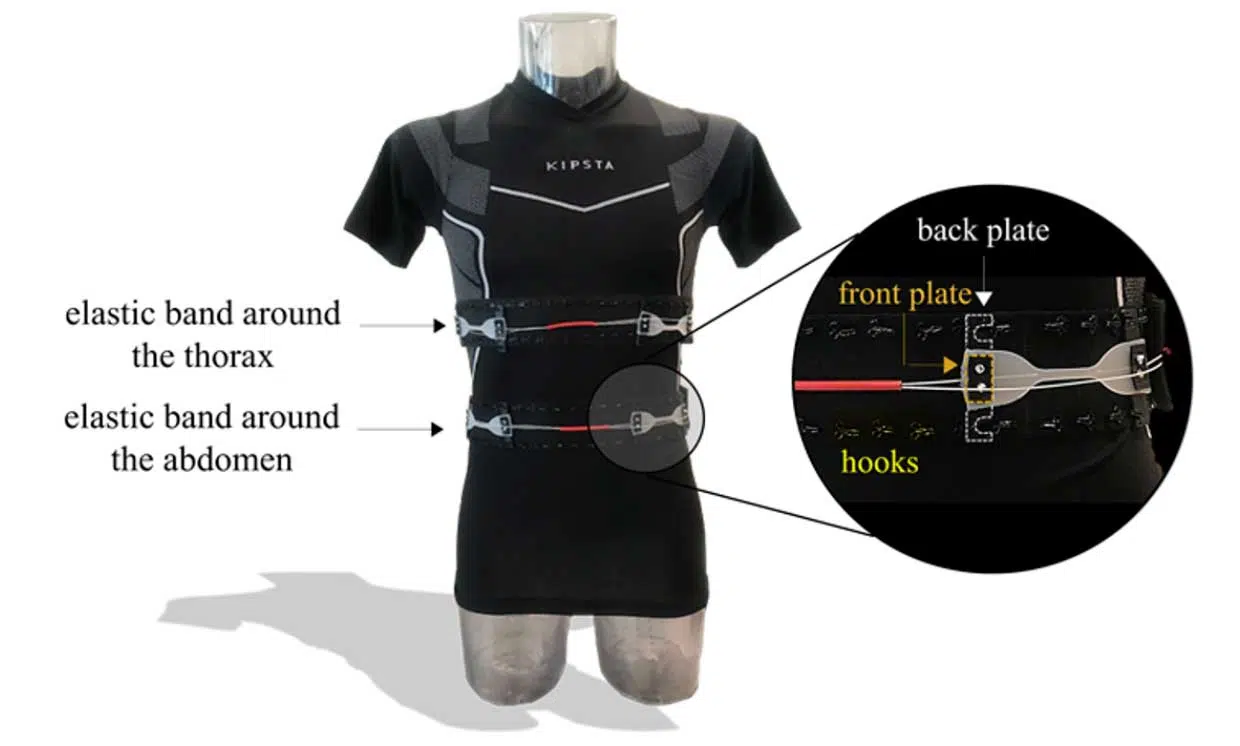 KIPSTA
elastic band around
the thorax
elastic band around
the abdomen
back plate
front plate
hooks